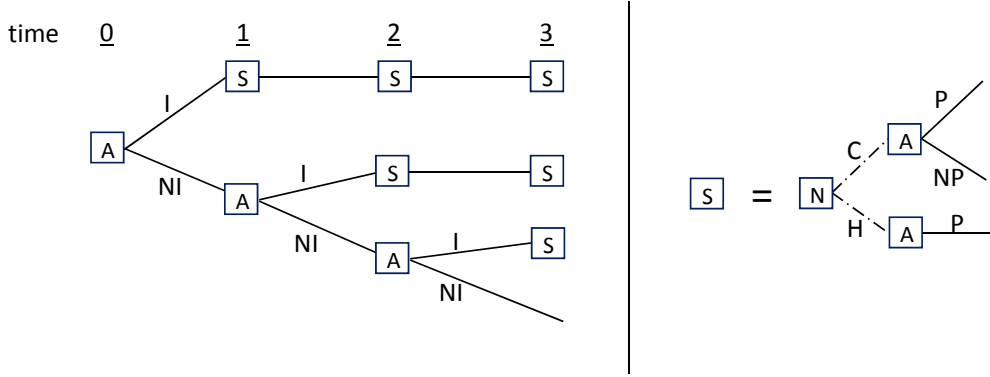 time 0 1 2 3
S S S
I
A
NI
I S S
A
NI
I S
A
NI
S = N
C A P
NP
H A P